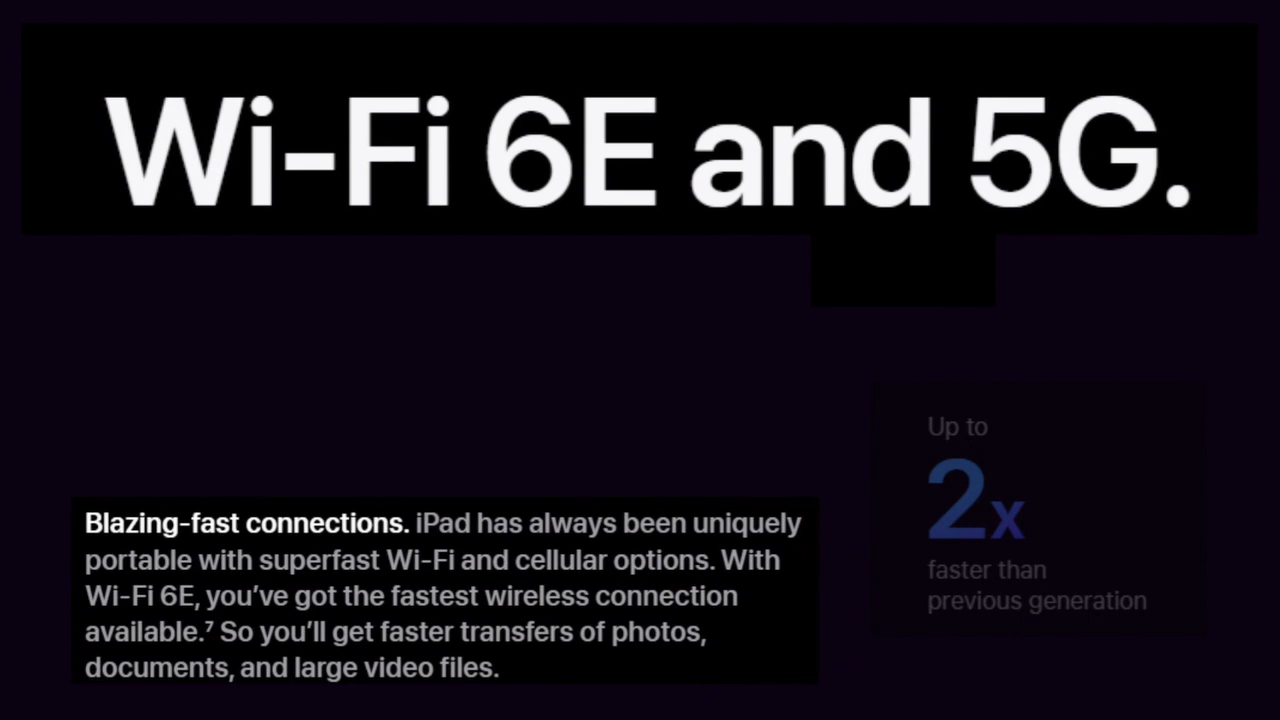 Wi-Fi 6E and 5G.
Blazing-fast connections. iPad has always been uniquely
portable with superfast Wi-Fi and cellular options. With
Wi-Fi 6E, you’ve got the fastest wireless connection
available.⁷ So you’ll get faster transfers of photos,
documents, and large video files.
Up to
2x
faster than
previous generation